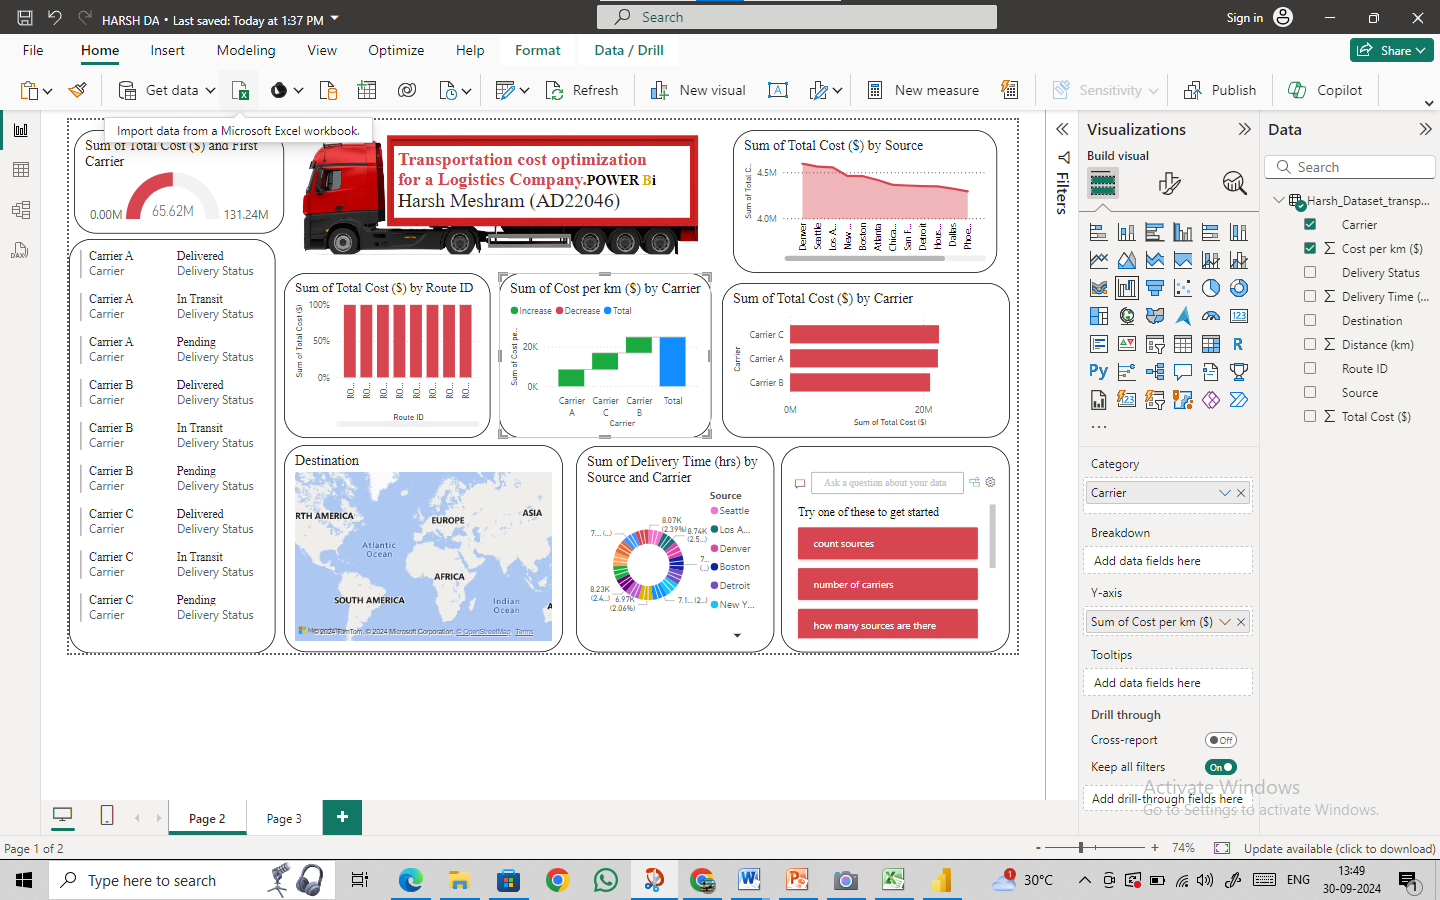 HARSH DA • Last saved: Today at 1:37 PM
Search
Sign in
File
Home
Insert
Modeling
View
Optimize
Help
Format
Data / Drill
Share
Get data
Refresh
New visual
New measure
Sensitivity
Publish
Copilot
Import data from a Microsoft Excel workbook.
Sum of Total Cost ($) and First
Carrier
0.00M
65.62M
131.24M
Transportation cost optimization
for a Logistics Company.POWER Bi
Harsh Meshram (AD22046)
Sum of Total Cost ($) by Source
Sum of Total C...
4.5M
4.0M
Denver
Seattle
Los A...
New ...
Boston
Atlanta
Chica...
San F...
Detroit
Hous...
Dallas
Phoe...
Carrier A
Delivered
Carrier
Delivery Status
Carrier A
In Transit
Carrier
Delivery Status
Carrier A
Pending
Carrier
Delivery Status
Carrier B
Delivered
Carrier
Delivery Status
Carrier B
In Transit
Carrier
Delivery Status
Carrier B
Pending
Carrier
Delivery Status
Carrier C
Delivered
Carrier
Delivery Status
Carrier C
In Transit
Carrier
Delivery Status
Carrier C
Pending
Carrier
Delivery Status
Sum of Total Cost ($) by Route ID
Sum of Total Cost ($)
100%
50%
0%
RO...
RO...
RO...
RO...
RO...
RO...
RO...
RO...
Route ID
Sum of Cost per km ($) by Carrier
Increase
Decrease
Total
Sum of Cost pe...
20K
0K
Carrier
A
Carrier
C
Carrier
B
Total
Carrier
Sum of Total Cost ($) by Carrier
Carrier
Carrier C
Carrier A
Carrier B
0M
20M
Sum of Total Cost ($)
Destination
RTH AMERICA
EUROPE
ASIA
Atlantic
Ocean
AFRICA
SOUTH AMERICA
Indian
Ocean
A
© 2024 TomTom, © 2024 Microsoft Corporation, © OpenStreetMap Terms
Sum of Delivery Time (hrs) by
Source and Carrier
Source
Seattle
Los A...
Denver
Boston
Detroit
New Y...
8.07K
(2.39%)
8.74K
(2.5...)
7...
(...)
7.1... (2...)
6.97K
(2.06%)
8.23K
(2.4...)
7... (...)
Ask a question about your data
Try one of these to get started
count sources
number of carriers
how many sources are there
Filters
Visualizations
Build visual
Category
Carrier
Breakdown
Add data fields here
Y-axis
Sum of Cost per km ($)
Tooltips
Add data fields here
Drill through
Cross-report
Off
Keep all filters
On
Add drill-through fields here
Data
Search
Harsh_Dataset_transp...
Carrier
Cost per km ($)
Delivery Status
Delivery Time (...
Destination
Distance (km)
Route ID
Source
Total Cost ($)
Activate Windows
Go to Settings to activate Windows.
Page 2
Page 3
Page 1 of 2
74%
Update available (click to download)
Type here to search
30°C
ENG
13:49
30-09-2024